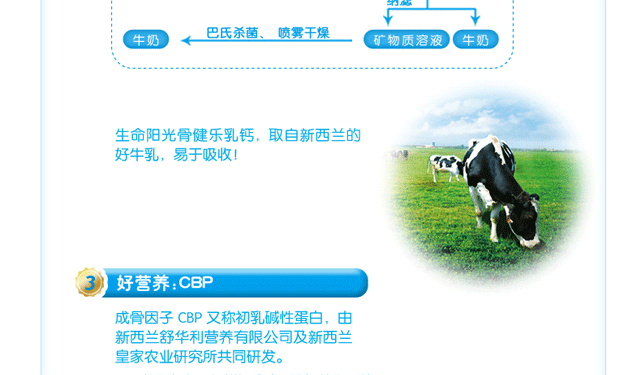 纳滤
牛奶
巴氏杀菌、喷雾干燥
矿物质溶液
牛奶
生命阳光骨健乐乳钙，取自新西兰的
好牛乳，易于吸收！
3
好营养：CBP
成骨因子 CBP 又称初乳碱性蛋白，由
新西兰舒华利营养有限公司及新西兰
皇家农业研究所共同研发。